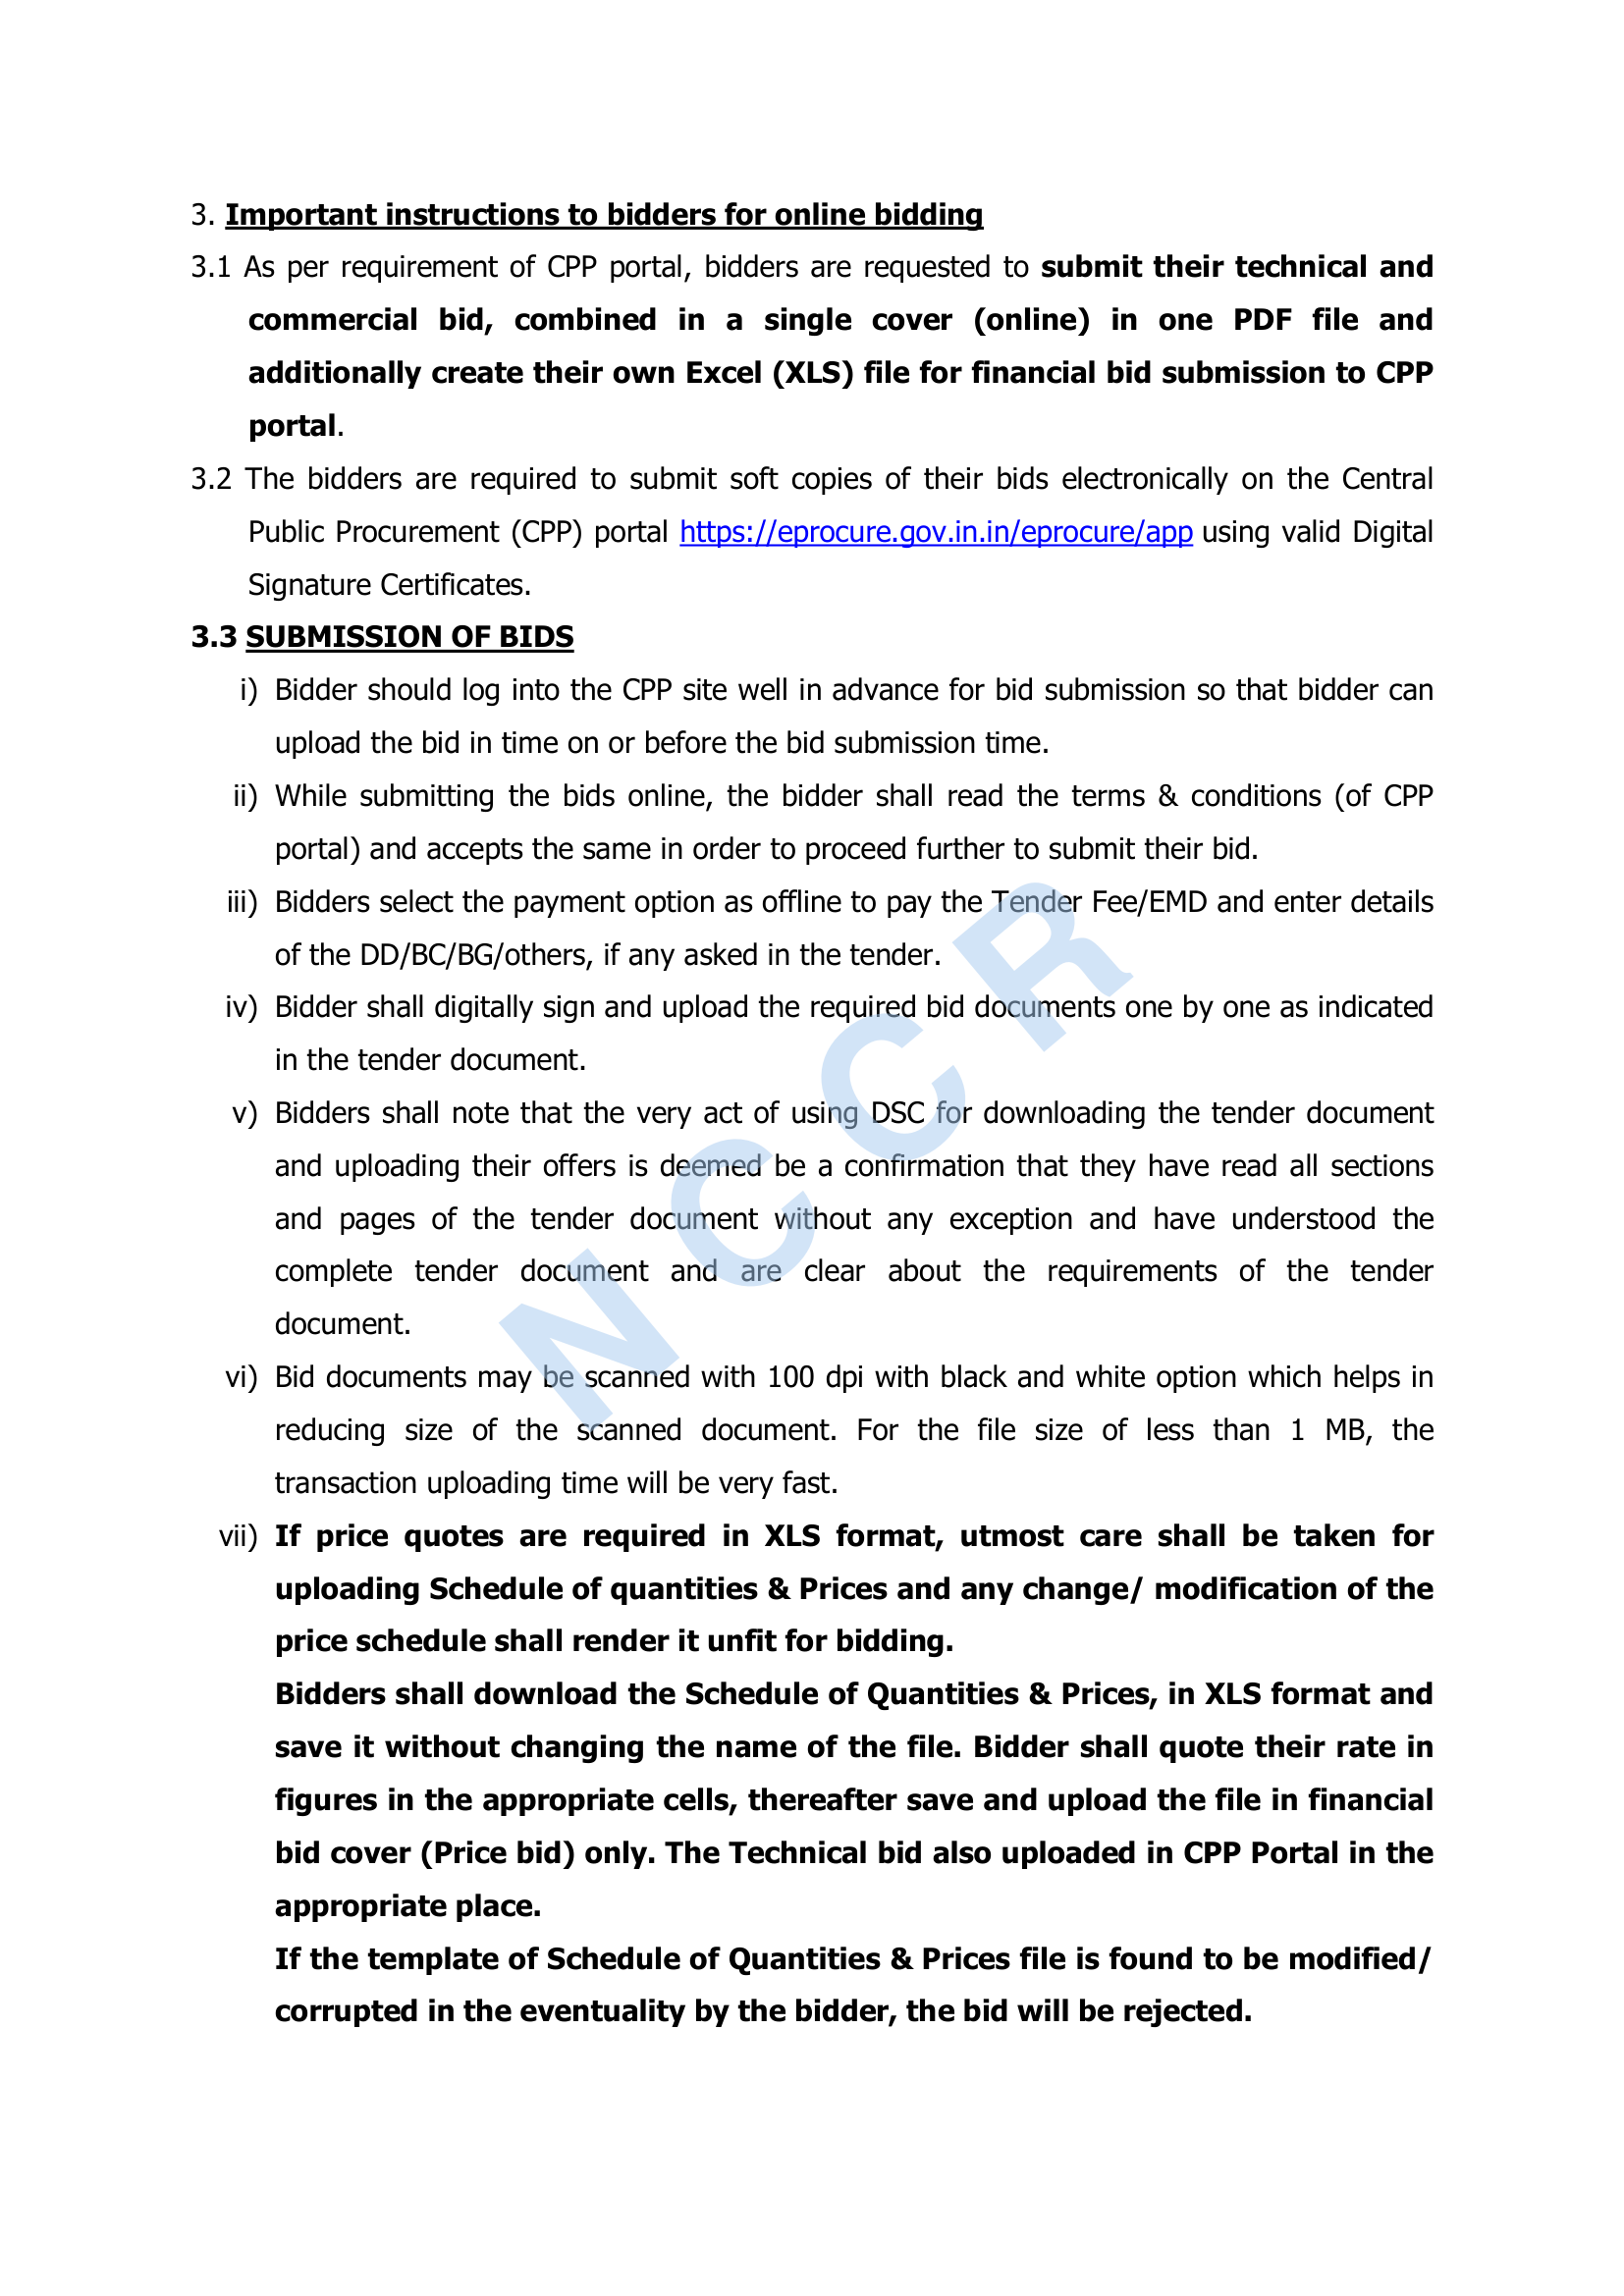 3. Important instructions to bidders for online bidding
3.1 As per requirement of CPP portal, bidders are requested to submit their technical and
commercial bid, combined in a single cover (online) in one PDF file and
additionally create their own Excel (XLS) file for financial bid submission to CPP
portal.
3.2 The bidders are required to submit soft copies of their bids electronically on the Central
Public Procurement (CPP) portal https://eprocure.gov.in.in/eprocure/app using valid Digital
Signature Certificates.
3.3 SUBMISSION OF BIDS
i) Bidder should log into the CPP site well in advance for bid submission so that bidder can
upload the bid in time on or before the bid submission time.
ii) While submitting the bids online, the bidder shall read the terms & conditions (of CPP
portal) and accepts the same in order to proceed further to submit their bid.
iii) Bidders select the payment option as offline to pay the Tender Fee/EMD and enter details
of the DD/BC/BG/others, if any asked in the tender.
iv) Bidder shall digitally sign and upload the required bid documents one by one as indicated
in the tender document.
v) Bidders shall note that the very act of using DSC for downloading the tender document
and uploading their offers is deemed be a confirmation that they have read all sections
and pages of the tender document without any exception and have understood the
complete tender document and are clear about the requirements of the tender
document.
vi) Bid documents may be scanned with 100 dpi with black and white option which helps in
reducing size of the scanned document. For the file size of less than 1 MB, the
transaction uploading time will be very fast.
vii) If price quotes are required in XLS format, utmost care shall be taken for
uploading Schedule of quantities & Prices and any change/ modification of the
price schedule shall render it unfit for bidding.
Bidders shall download the Schedule of Quantities & Prices, in XLS format and
save it without changing the name of the file. Bidder shall quote their rate in
figures in the appropriate cells, thereafter save and upload the file in financial
bid cover (Price bid) only. The Technical bid also uploaded in CPP Portal in the
appropriate place.
If the template of Schedule of Quantities & Prices file is found to be modified/
corrupted in the eventuality by the bidder, the bid will be rejected.
NCCR